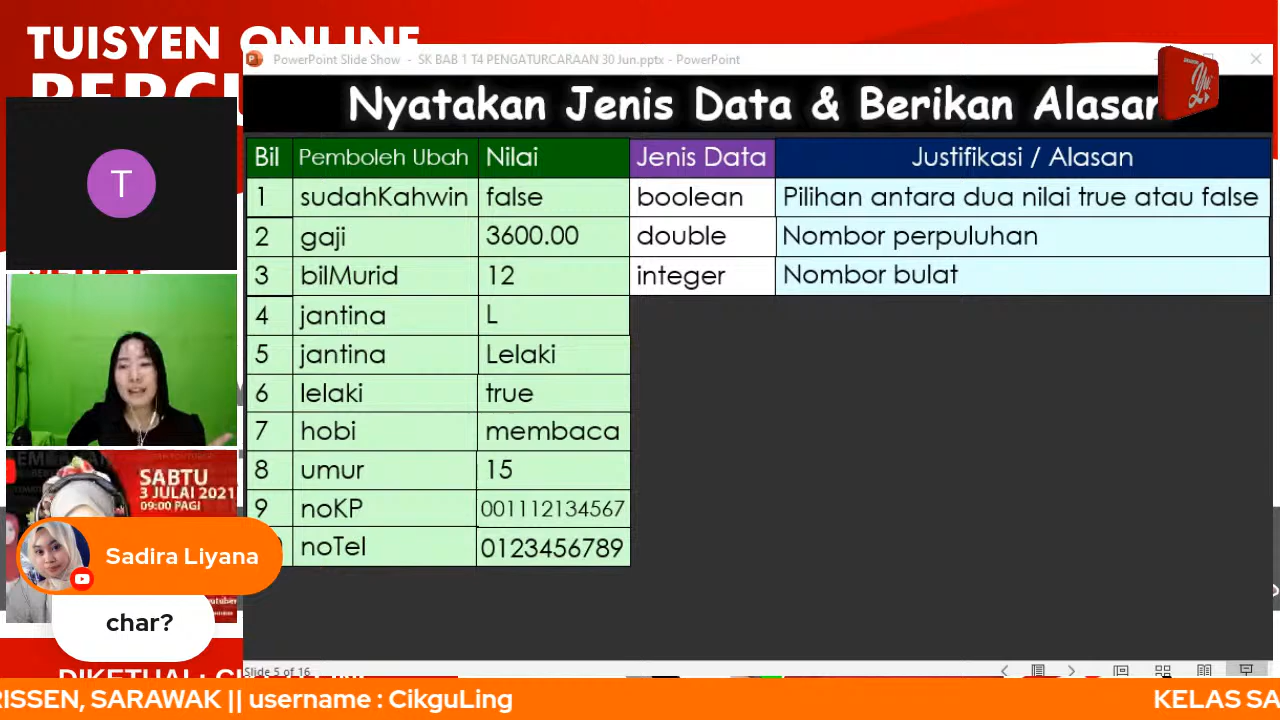 TUISYEN ONLINE
PowerPoint Slide Show - SK BAB 1 T4 PENGATURCARAAN 30 Jun.pptx - PowerPoint
Nyatakan Jenis Data & Berikan Alasan
Bil Pemboleh Ubah Nilai Jenis Data Justifikasi / Alasan
1 sudahKahwin false boolean Pilihan antara dua nilai true atau false
2 gaji 3600.00 double Nombor perpuluhan
3 bilMurid 12 integer Nombor bulat
4 jantina L
5 jantina Lelaki
6 lelaki true
7 hobi membaca
8 umur 15
9 noKP 001112134567
noTel 0123456789
T
SABTU
3 JULAI 2021
09:00 PAGI
Sadira Liyana
char?
Slide 5 of 16
RISSEN, SARAWAK || username : CikguLing
KELAS SA